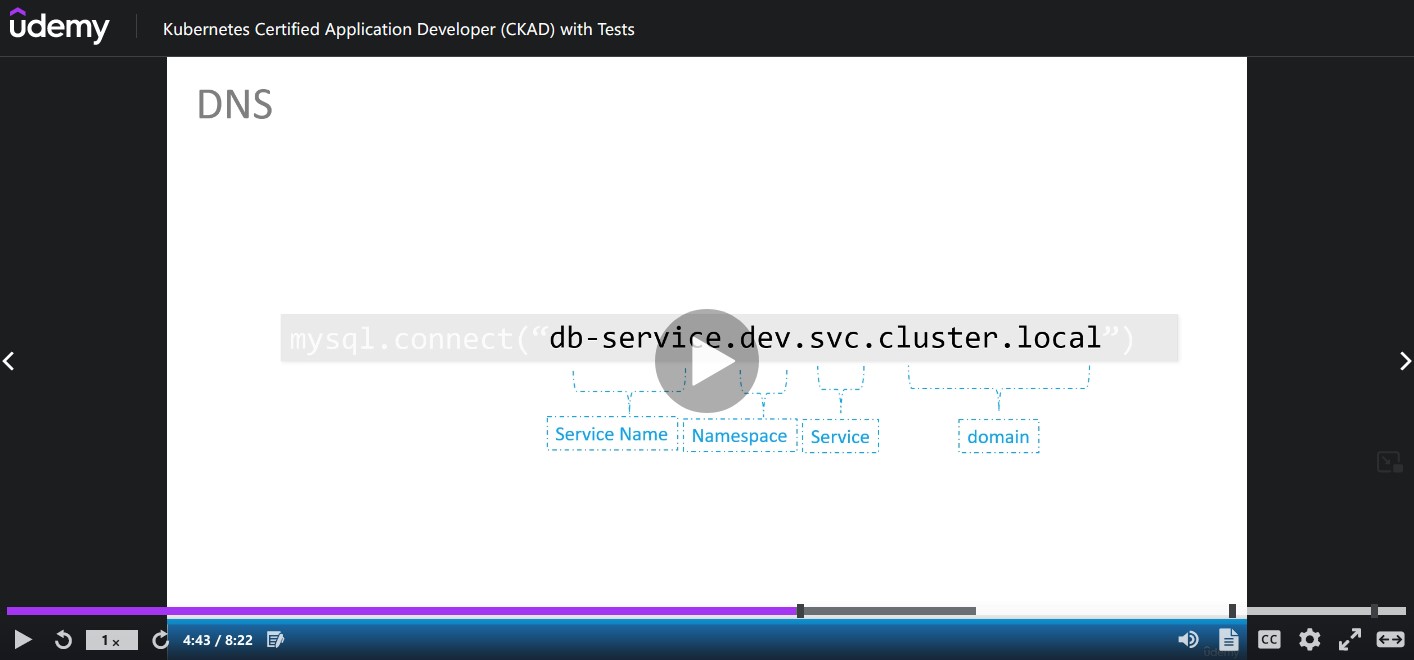 udemy
Kubernetes Certified Application Developer (CKAD) with Tests
DNS
mysql.connect(“db-service.dev.svc.cluster.local”)
Service Name
Namespace
Service
domain
1 x
4:43 / 8:22
udemy
CC